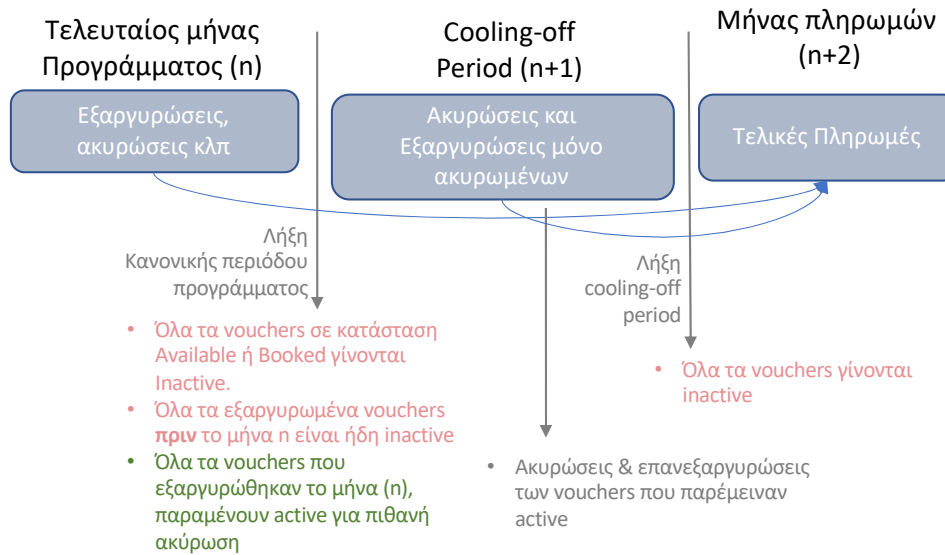 Τελευταίος μήνας
Προγράμματος (n)
Cooling-off
Period (n+1)
Μήνας πληρωμών
(n+2)
Εξαργυρώσεις,
ακυρώσεις κλπ
Ακυρώσεις και
Εξαργυρώσεις μόνο
ακυρωμένων
Τελικές Πληρωμές
Λήξη
Κανονικής περιόδου
προγράμματος
Λήξη
cooling-off
period
• Όλα τα vouchers σε κατάσταση
Available ή Booked γίνονται
Inactive.
• Όλα τα εξαργυρωμένα vouchers
πριν το μήνα n είναι ήδη inactive
• Όλα τα vouchers που
εξαργυρώθηκαν το μήνα (n),
παραμένουν active για πιθανή
ακύρωση
• Ακυρώσεις & επανεξαργυρώσεις
των vouchers που παρέμειναν
active
• Όλα τα vouchers γίνονται
inactive